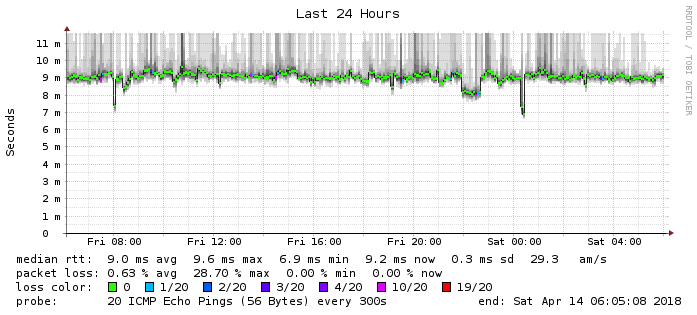 Last 24 Hours
RRDTOOL / TOBI OETIKER
Seconds
11 m
10 m
9 m
8 m
7 m
6 m
5 m
4 m
3 m
2 m
1 m
0
Fri 08:00 Fri 12:00 Fri 16:00 Fri 20:00 Sat 00:00 Sat 04:00
median rtt: 9.0 ms avg 9.6 ms max 6.9 ms min 9.2 ms now 0.3 ms sd 29.3 am/s
packet loss: 0.63 % avg 28.70 % max 0.00 % min 0.00 % now
loss color: 0 1/20 2/20 3/20 4/20 10/20 19/20
probe: 20 ICMP Echo Pings (56 Bytes) every 300s end: Sat Apr 14 06:05:08 2018